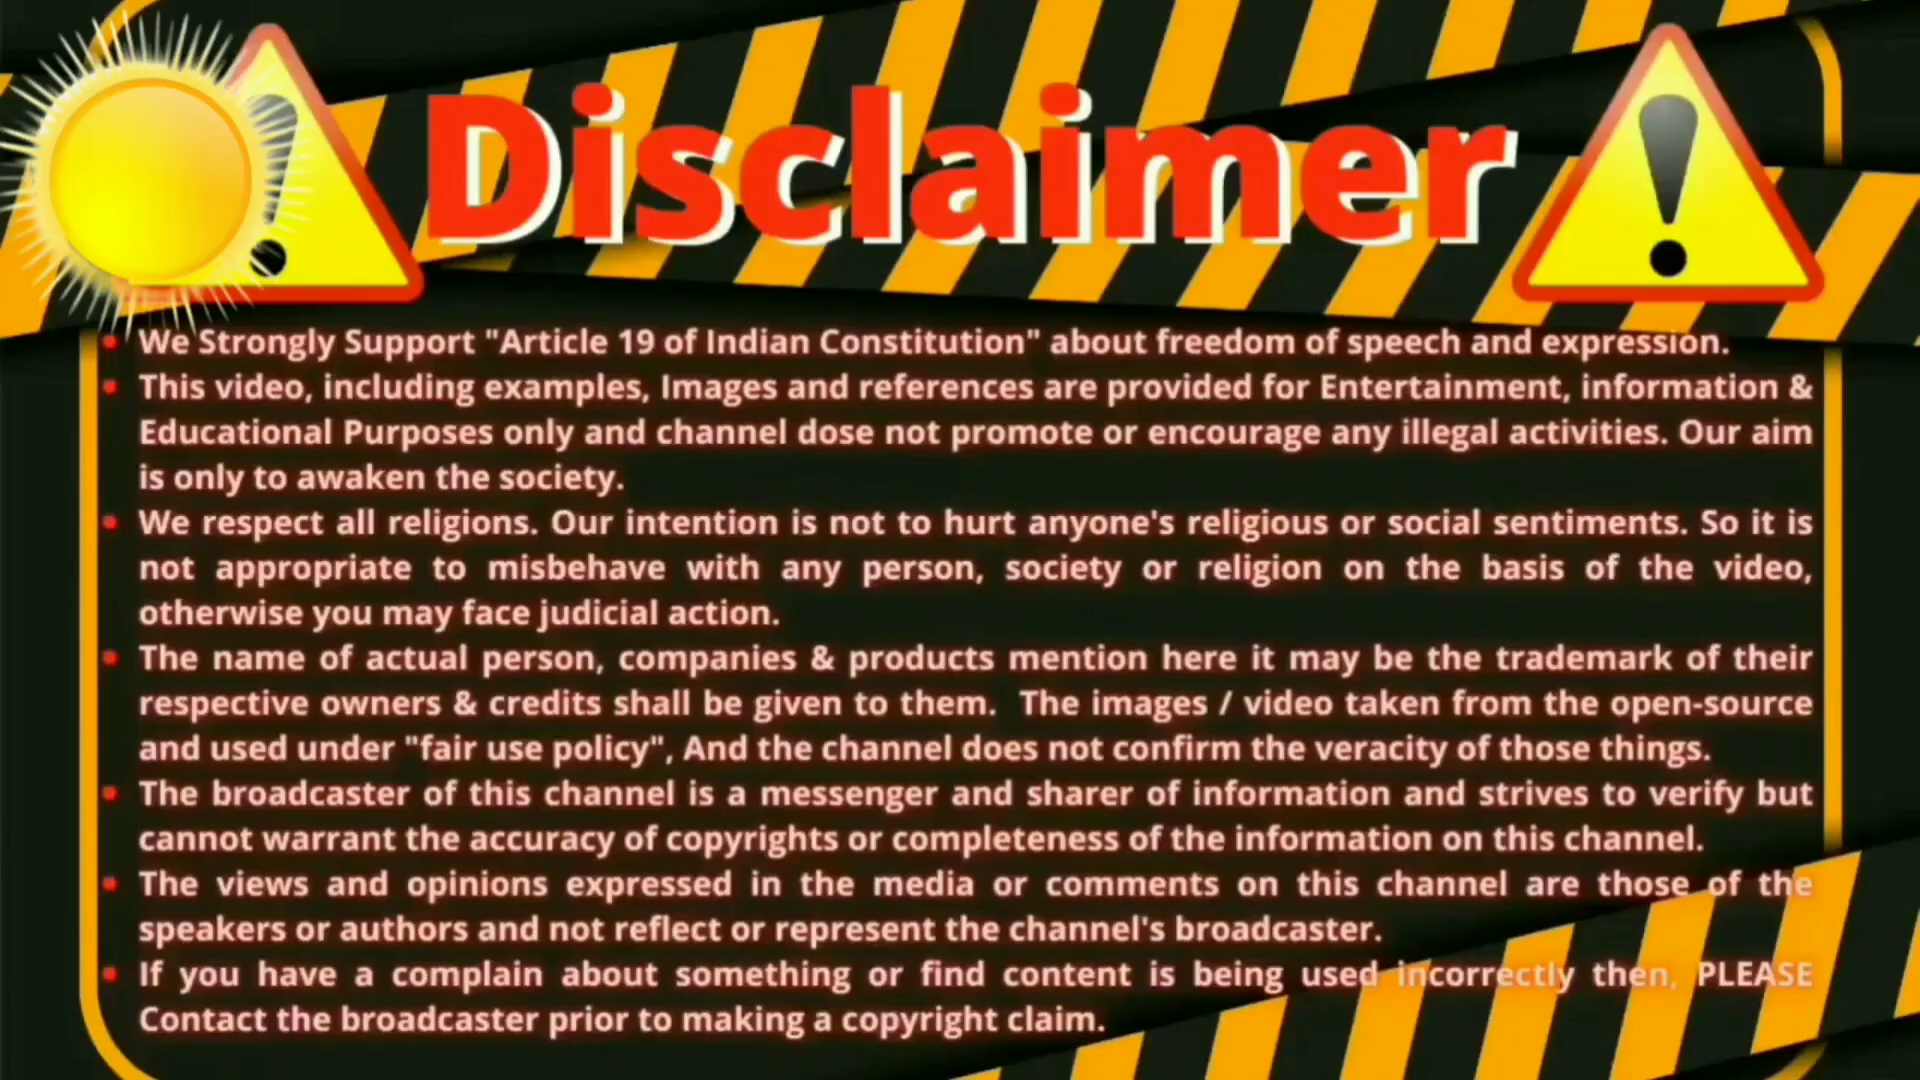 Disclaimer
• We Strongly Support "Article 19 of Indian Constitution" about freedom of speech and expression.
• This video, including examples, Images and references are provided for Entertainment, information &
Educational Purposes only and channel dose not promote or encourage any illegal activities. Our aim
is only to awaken the society.
• We respect all religions. Our intention is not to hurt anyone's religious or social sentiments. So it is
not appropriate to misbehave with any person, society or religion on the basis of the video,
otherwise you may face judicial action.
• The name of actual person, companies & products mention here it may be the trademark of their
respective owners & credits shall be given to them. The images / video taken from the open-source
and used under "fair use policy", And the channel does not confirm the veracity of those things.
• The broadcaster of this channel is a messenger and sharer of information and strives to verify but
cannot warrant the accuracy of copyrights or completeness of the information on this channel.
• The views and opinions expressed in the media or comments on this channel are those of the
speakers or authors and not reflect or represent the channel's broadcaster.
• If you have a complain about something or find content is being used incorrectly then, PLEASE
Contact the broadcaster prior to making a copyright claim.